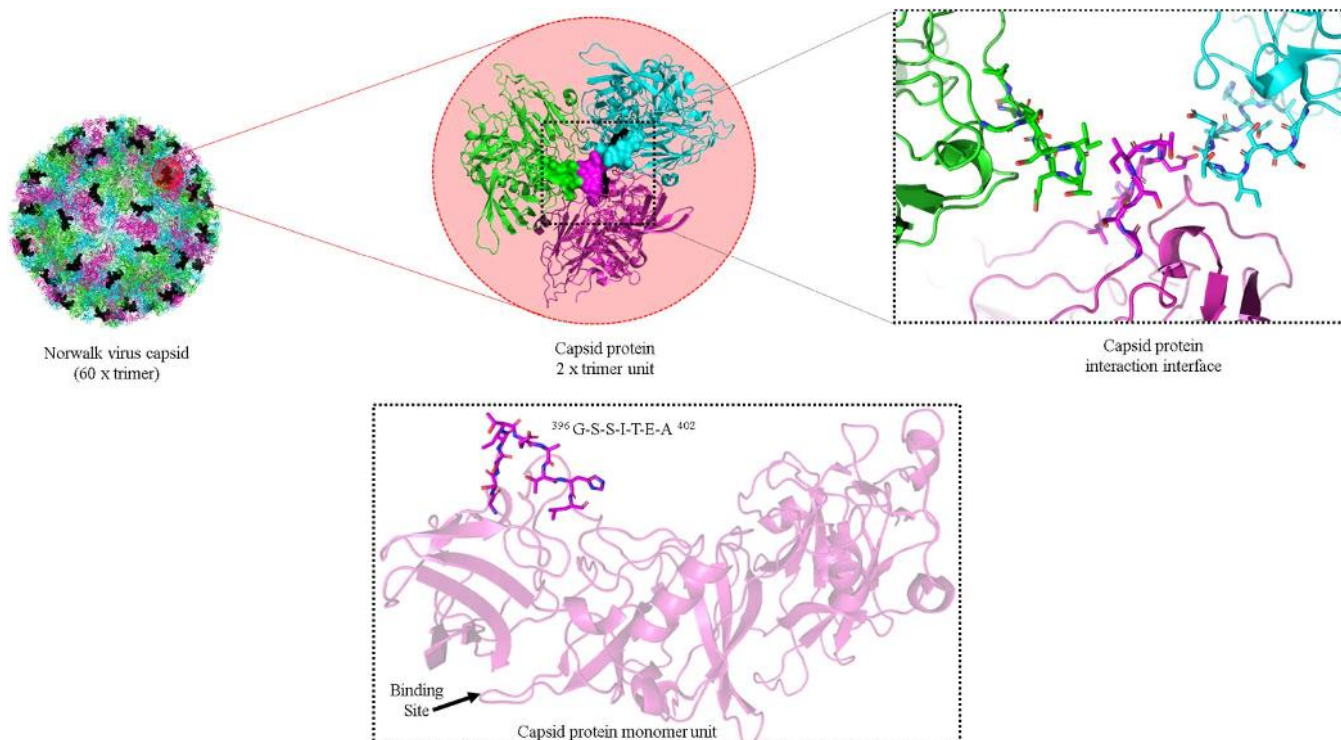 Norwalk virus capsid
(60 x trimer)
Capsid protein
2 x trimer unit
Capsid protein
interaction interface
³⁹⁶ G-S-S-I-T-E-A ⁴⁰²
Binding
Site
Capsid protein monomer unit